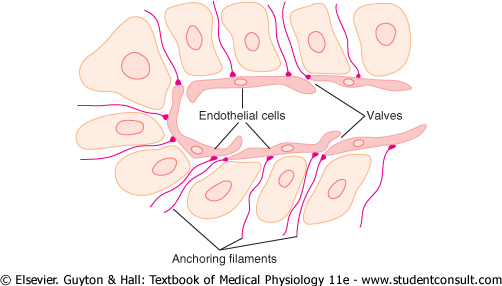 Endothelial cells
Valves
Anchoring filaments
© Elsevier. Guyton & Hall: Textbook of Medical Physiology 11e - www.studentconsult.com